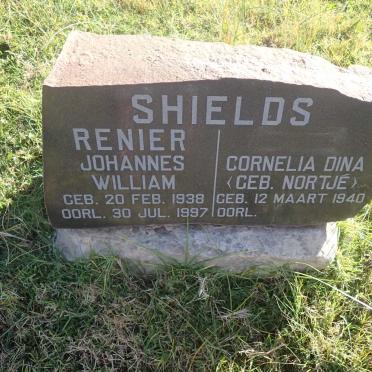 SHIELDS
RENIER
JOHANNES
WILLIAM
GEB. 20 FEB. 1938
OORL. 30 JUL. 1997
CORNELIA DINA
(GEB. NORTJÉ)
GEB. 12 MAART 1940
OORL.